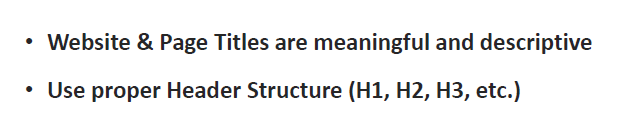 • Website & Page Titles are meaningful and descriptive
• Use proper Header Structure (H1, H2, H3, etc.)